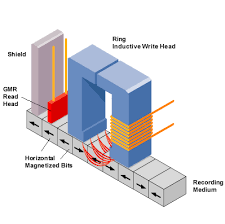 Ring
Inductive Write Head
Shield
GMR
Read
Head
Horizontal
Magnetized Bits
Recording
Medium